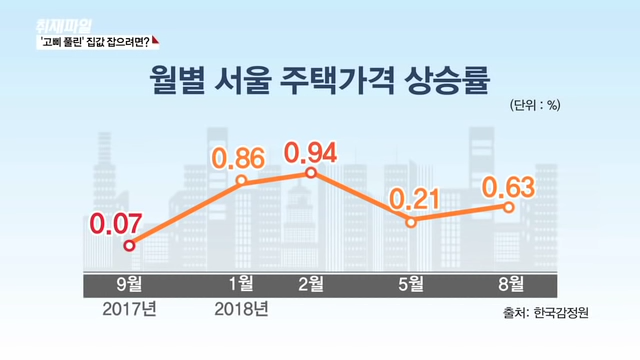 취재파일
'고삐 풀린' 집값 잡으려면?
월별 서울 주택가격 상승률
(단위 : %)
0.07
0.86
0.94
0.21
0.63
9월 1월 2월 5월 8월
2017년 2018년
출처: 한국감정원